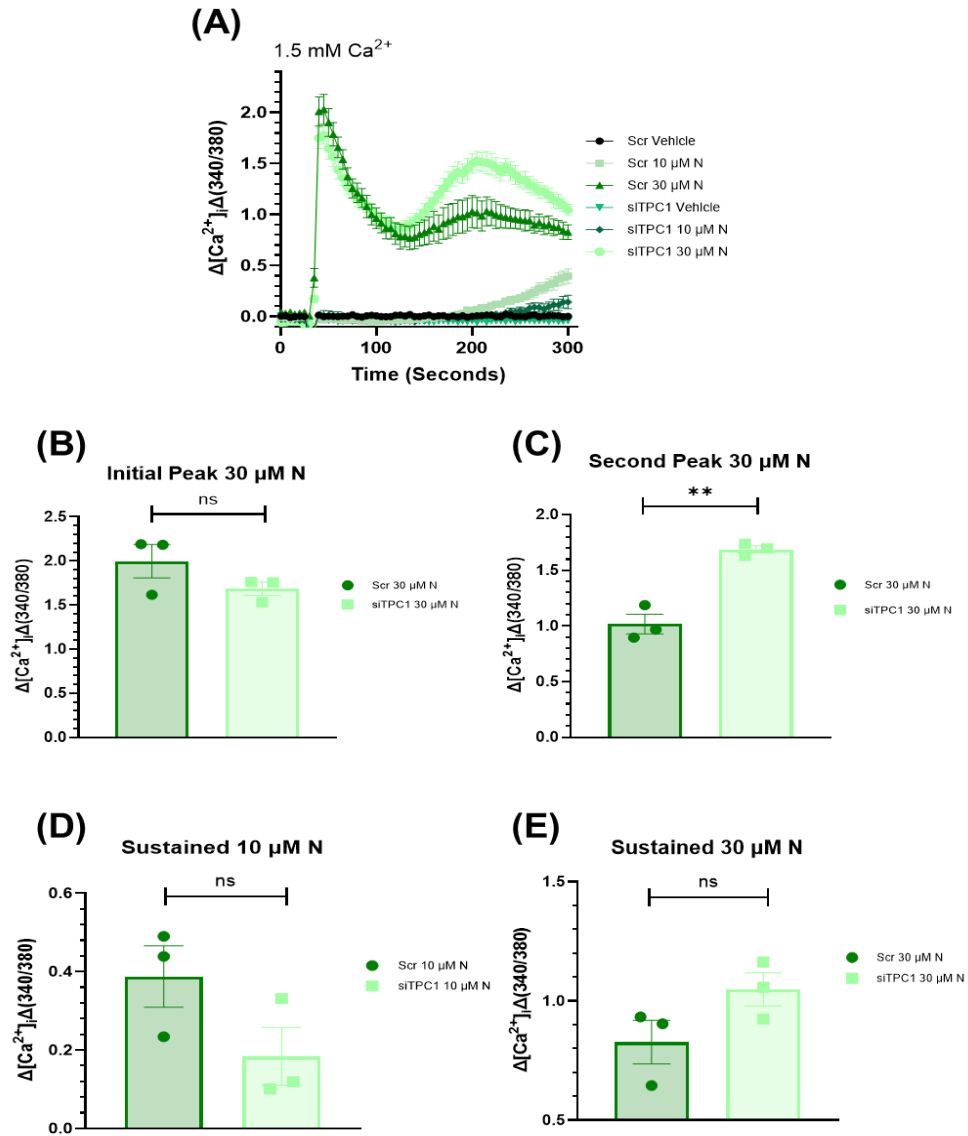 (A)
1.5 mM Ca²⁺
Δ[Ca²⁺]ᵢΔ(340/380)
2.0
1.5
1.0
0.5
0.0
0
100
200
300
Time (Seconds)
Scr Vehicle
Scr 10 µM N
Scr 30 µM N
siTPC1 Vehicle
siTPC1 10 µM N
siTPC1 30 µM N
(B)
Initial Peak 30 µM N
ns
Δ[Ca²⁺]ᵢΔ(340/380)
2.5
2.0
1.5
1.0
0.5
0.0
Scr 30 µM N
siTPC1 30 µM N
(C)
Second Peak 30 µM N
**
Δ[Ca²⁺]ᵢΔ(340/380)
2.0
1.5
1.0
0.5
0.0
Scr 30 µM N
siTPC1 30 µM N
(D)
Sustained 10 µM N
ns
Δ[Ca²⁺]ᵢΔ(340/380)
0.6
0.4
0.2
0.0
Scr 10 µM N
siTPC1 10 µM N
(E)
Sustained 30 µM N
ns
Δ[Ca²⁺]ᵢΔ(340/380)
1.5
1.0
0.5
Scr 30 µM N
siTPC1 30 µM N